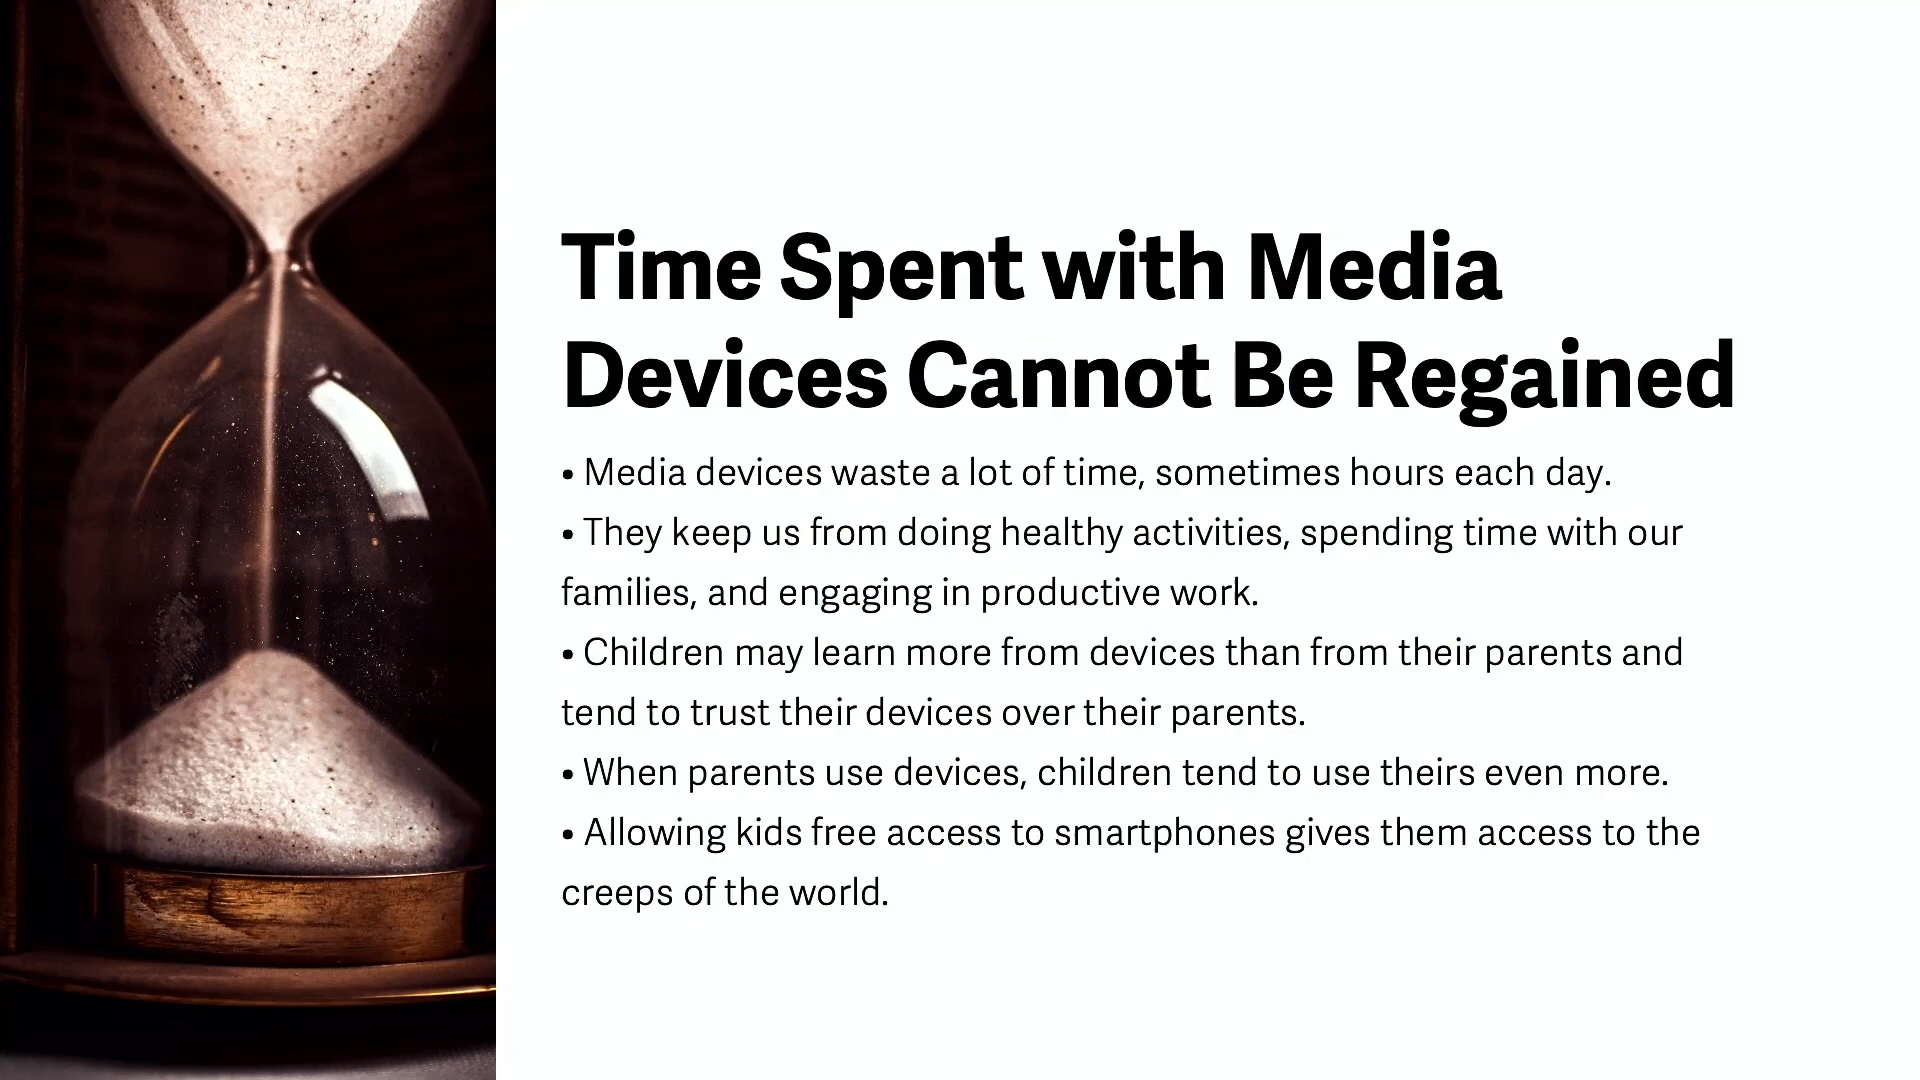 Time Spent with Media
Devices Cannot Be Regained
• Media devices waste a lot of time, sometimes hours each day.
• They keep us from doing healthy activities, spending time with our
families, and engaging in productive work.
• Children may learn more from devices than from their parents and
tend to trust their devices over their parents.
• When parents use devices, children tend to use theirs even more.
• Allowing kids free access to smartphones gives them access to the
creeps of the world.